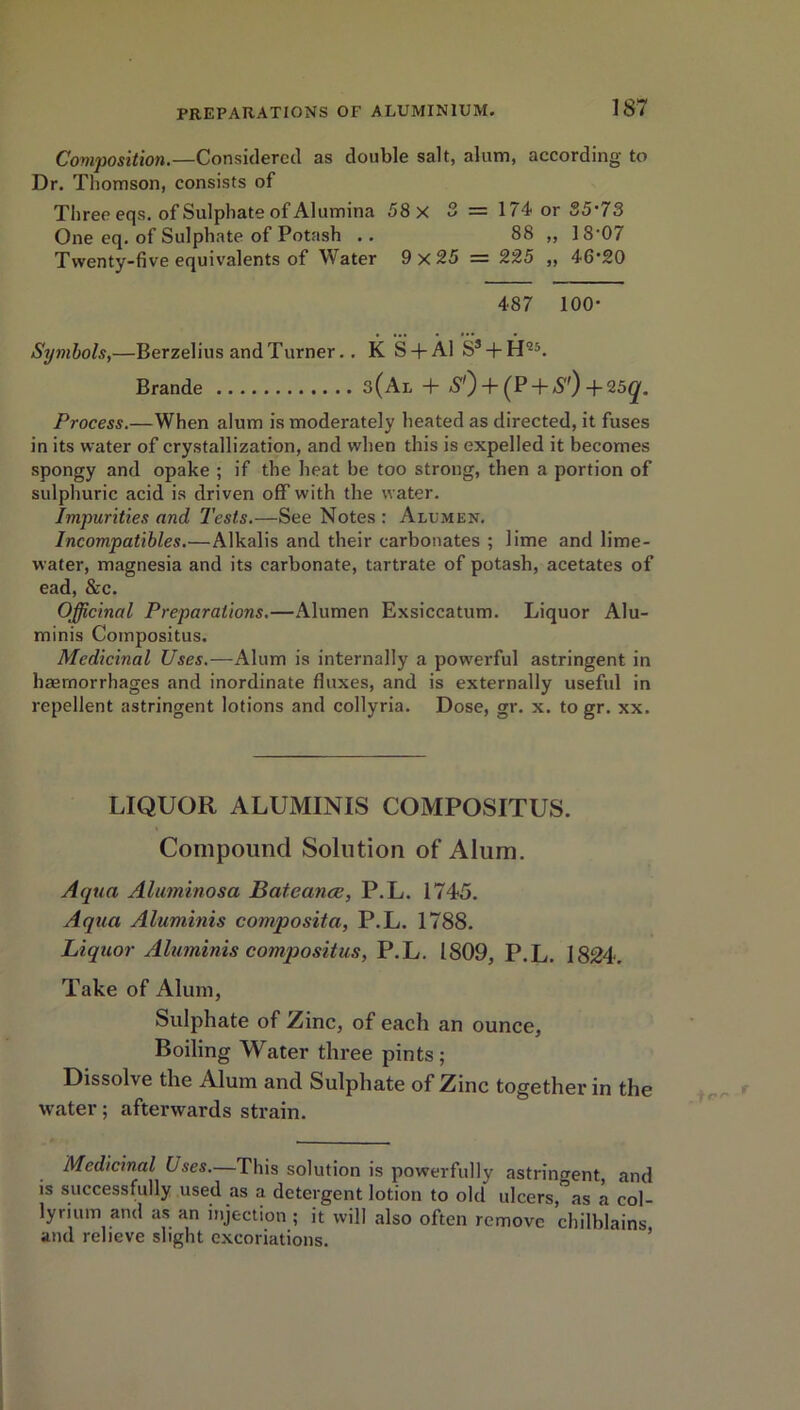 PREPARATIONS OF ALUMINIUM. 187
Composition.—Considered as double salt, alum, according to
Dr. Thomson, consists of
Three eqs. of Sulphate of Alumina 58 x 3 = 174 or 35·73
One eq. of Sulphate of Potash .. 88 „ 18·07
Twenty-five equivalents of Water 9 x 25 = 225 „ 46·20
487 100·
Symbols,—Berzelius and Turner.. K̇ S⃛ + Ȧl S⃛³ + Ḣ²⁵.
Brande ............. 3(Al + S') + (P + S') + 25q.
Process.—When alum is moderately heated as directed, it fuses
in its water of crystallization, and when this is expelled it becomes
spongy and opake ; if the heat be too strong, then a portion of
sulphuric acid is driven off with the water.
Impurities and Tests.—See Notes : Alumen.
Incompatibles.—Alkalis and their carbonates ; lime and lime-
water, magnesia and its carbonate, tartrate of potash, acetates of
ead, &c.
Officinal Preparations.—Alumen Exsiccatum. Liquor Alu-
minis Compositus.
Medicinal Uses.—Alum is internally a powerful astringent in
hæmorrhages and inordinate fluxes, and is externally useful in
repellent astringent lotions and collyria. Dose, gr. x. to gr. xx.
LIQUOR ALUMINIS COMPOSITUS.
Compound Solution of Alum.
Aqua Aluminosa Bateanæ, P.L. 1745.
Aqua Aluminis composita, P.L. 1788.
Liquor Aluminis compositus, P.L. 1809, P.L. 1824.
Take of Alum,
Sulphate of Zinc, of each an ounce,
Boiling Water three pints ;
Dissolve the Alum and Sulphate of Zinc together in the
water ; afterwards strain.
Medicinal Uses.—This solution is powerfully astringent, and
is successfully used as a detergent lotion to old ulcers, as a col-
lyrium and as an injection ; it will also often remove chilblains,
and relieve slight excoriations.